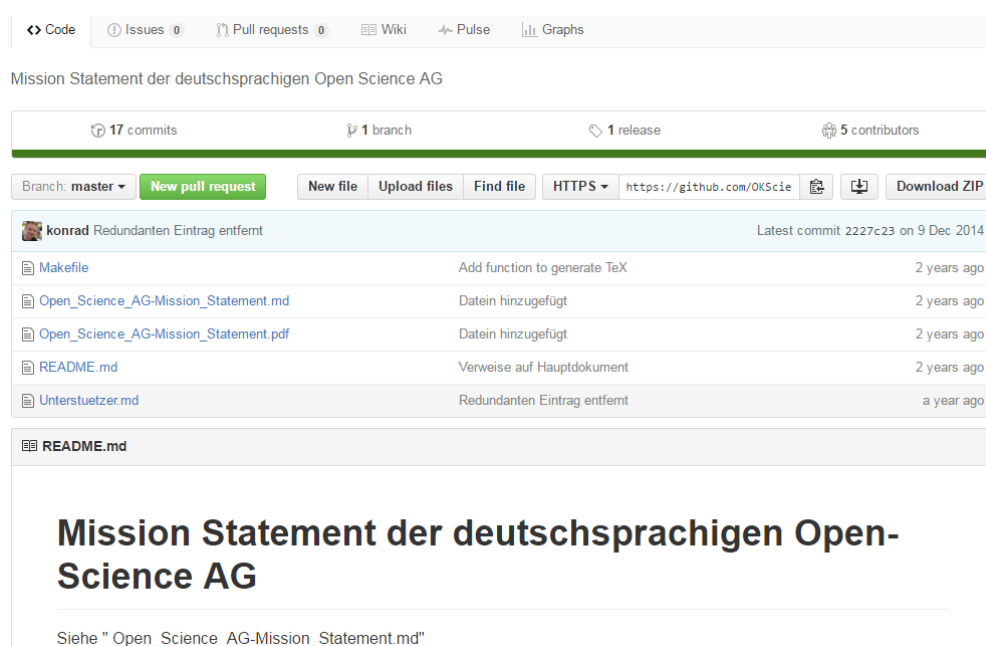 Code Issues 0 Pull requests 0 Wiki Pulse Graphs
Mission Statement der deutschsprachigen Open Science AG
17 commits 1 branch 1 release 5 contributors
Branch: master New pull request New file Upload files Find file HTTPS https://github.com/OKScie Download ZIP
konrad Redundanten Eintrag entfernt Latest commit 2227c23 on 9 Dec 2014
Makefile Add function to generate TeX 2 years ago
Open_Science_AG-Mission_Statement.md Datein hinzugefügt 2 years ago
Open_Science_AG-Mission_Statement.pdf Datein hinzugefügt 2 years ago
README.md Verweise auf Hauptdokument 2 years ago
Unterstuetzer.md Redundanten Eintrag entfernt a year ago
README.md
Mission Statement der deutschsprachigen Open-
Science AG
Siehe " Open_Science_AG-Mission_Statement.md"